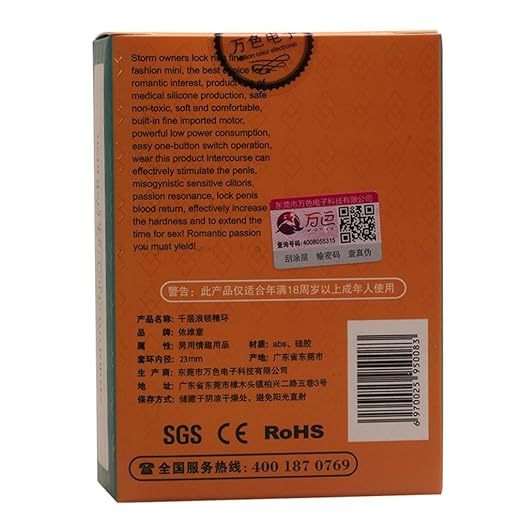 万色电子
Storm owners lock
fashion mini, the best choice for
romantic interest, product
medical silicone production, safe
non-toxic, soft and comfortable,
built-in fine imported motor,
powerful low power consumption,
easy one-button switch operation,
wear this product intercourse can
effectively stimulate the penis,
misogynistic sensitive clitons,
passion resonance, lock penis
blood return, effectively increase
the hardness and to extend the
time for sex! Romantic passion
you must yield!
东莞市万色电子科技有限公司
万色
查询号码:4008055315
刮涂层 输密码 查真伪
警告：此产品仅适合年满18周岁以上成年人使用
产品名称：千层浪锁精环
品 牌：依维意
属 性：男用情趣用品 材质：abs、硅胶
套环内径：23mm 产地：广东省东莞市
生 产 商：东莞市万色电子科技有限公司
地 址：广东省东莞市樟木头镇柏兴二路五巷3号
保存方式：储藏于阴凉干燥处、避免阳光直射
6970025950083
SGS CE RoHS
☎全国服务热线：400 187 0769